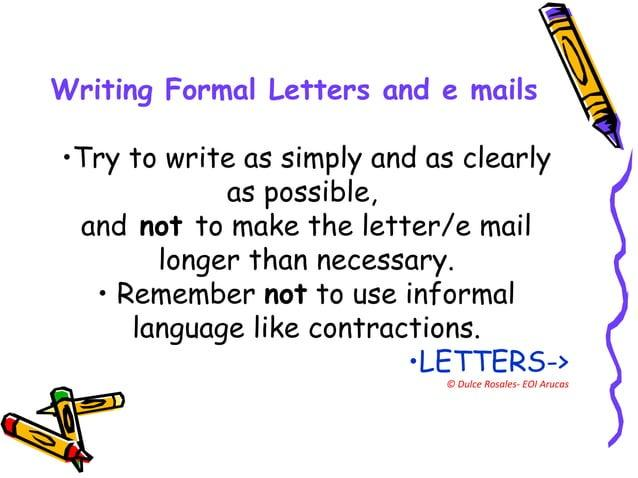 Writing Formal Letters and e mails
•Try to write as simply and as clearly
as possible,
and not to make the letter/e mail
longer than necessary.
• Remember not to use informal
language like contractions.
•LETTERS->
© Dulce Rosales- EOI Arucas